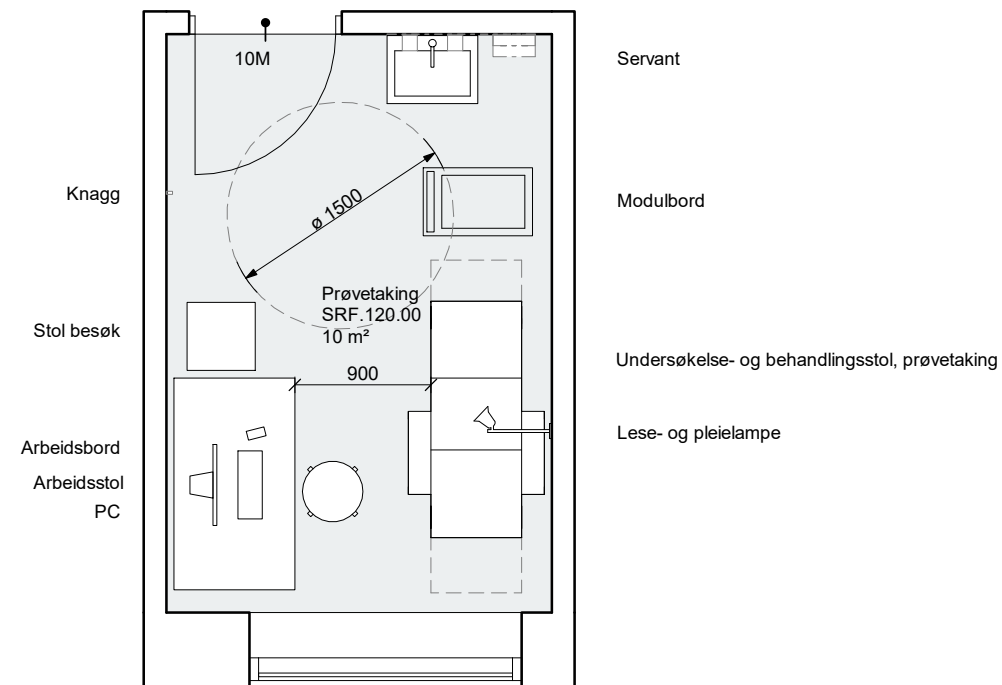 10M
Servant
Knagg
Modulbord
ø 1500
Prøvetaking
SRF.120.00
10 m²
Stol besøk
900
Undersøkelse- og behandlingsstol, prøvetaking
Lese- og pleielampe
Arbeidsbord
Arbeidsstol
PC